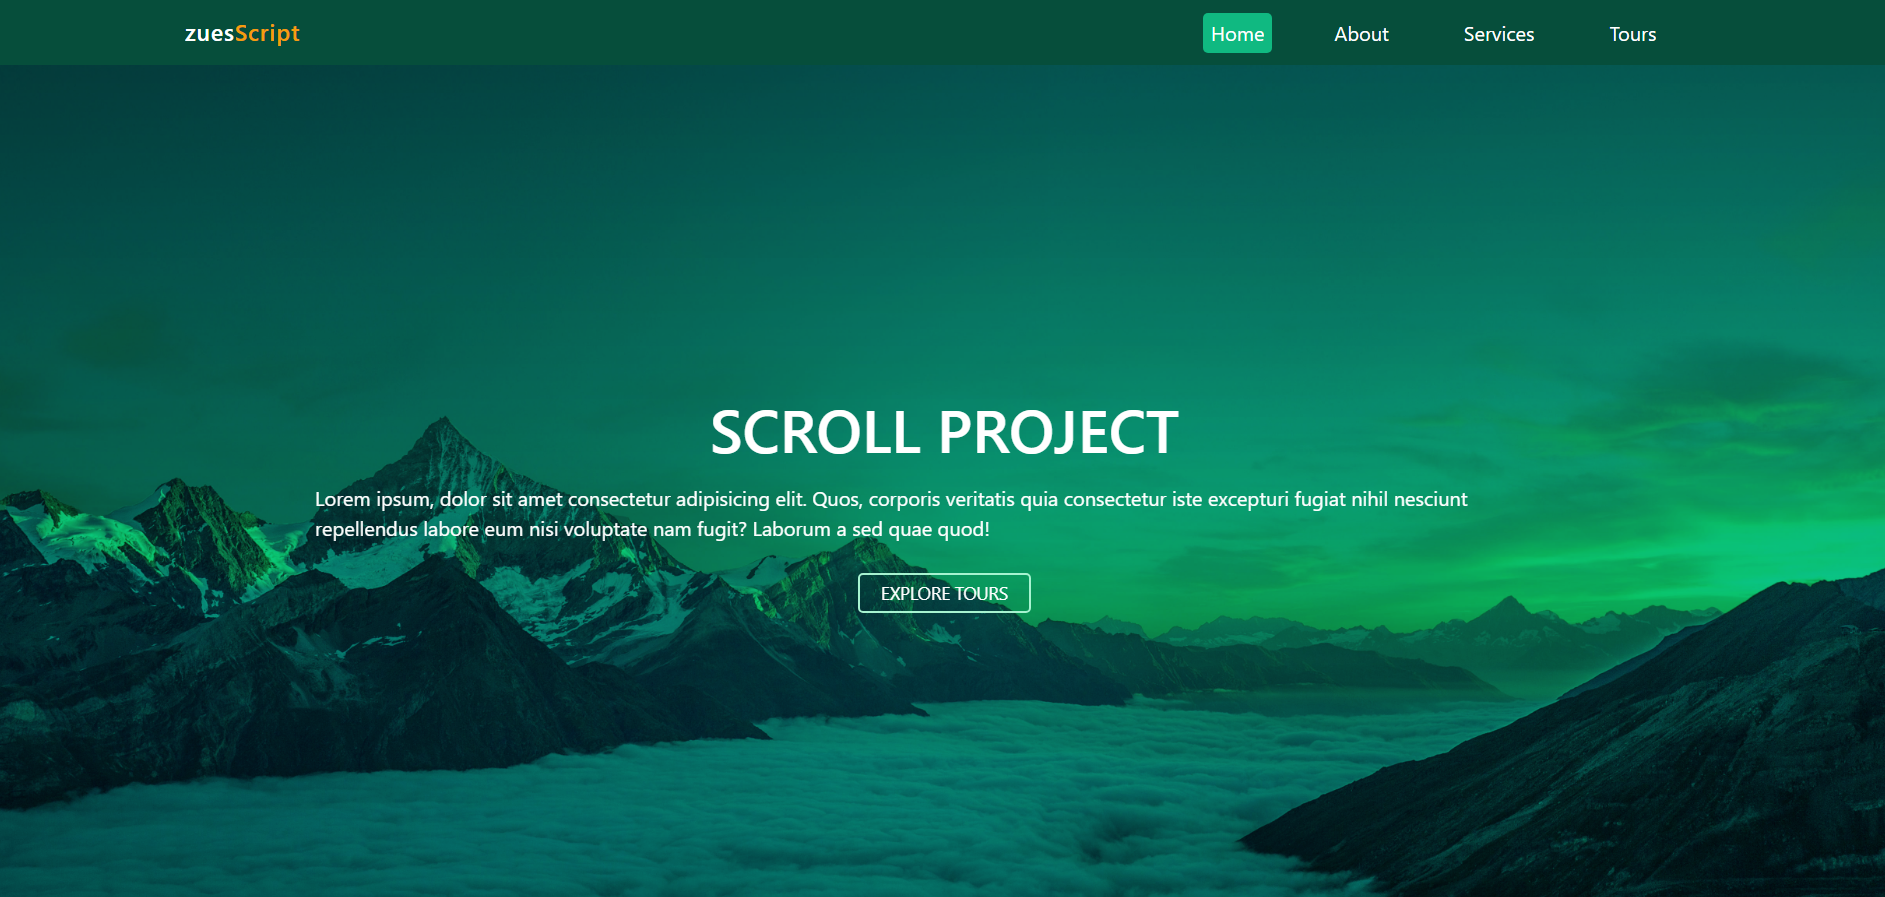 zuesScript
Home About Services Tours
SCROLL PROJECT
Lorem ipsum, dolor sit amet consectetur adipisicing elit. Quos, corporis veritatis quia consectetur iste excepturi fugiat nihil nesciunt
repellendus labore eum nisi voluptate nam fugit? Laborum a sed quae quod!
EXPLORE TOURS